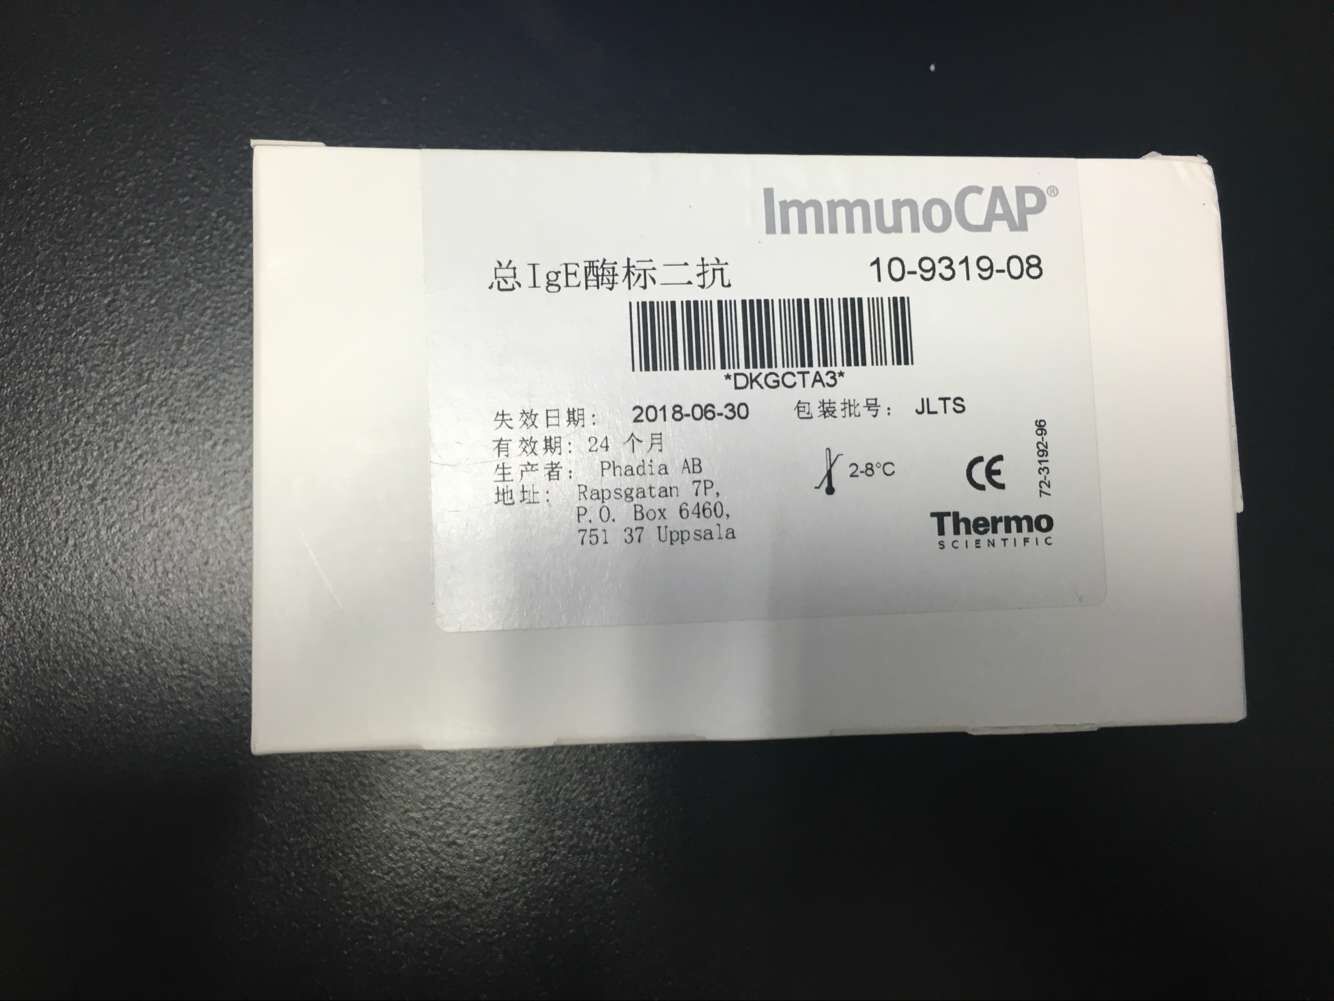 ImmunoCAP®
总IgE酶标二抗 10-9319-08
*DKGCTA3*
失效日期: 2018-06-30 包装批号: JLTS
有效期: 24 个月
生产者: Phadia AB
地址: Rapsgatan 7P,
P.O. Box 6460,
751 37 Uppsala
2-8°C
CE
72-3192-96
Thermo
SCIENTIFIC